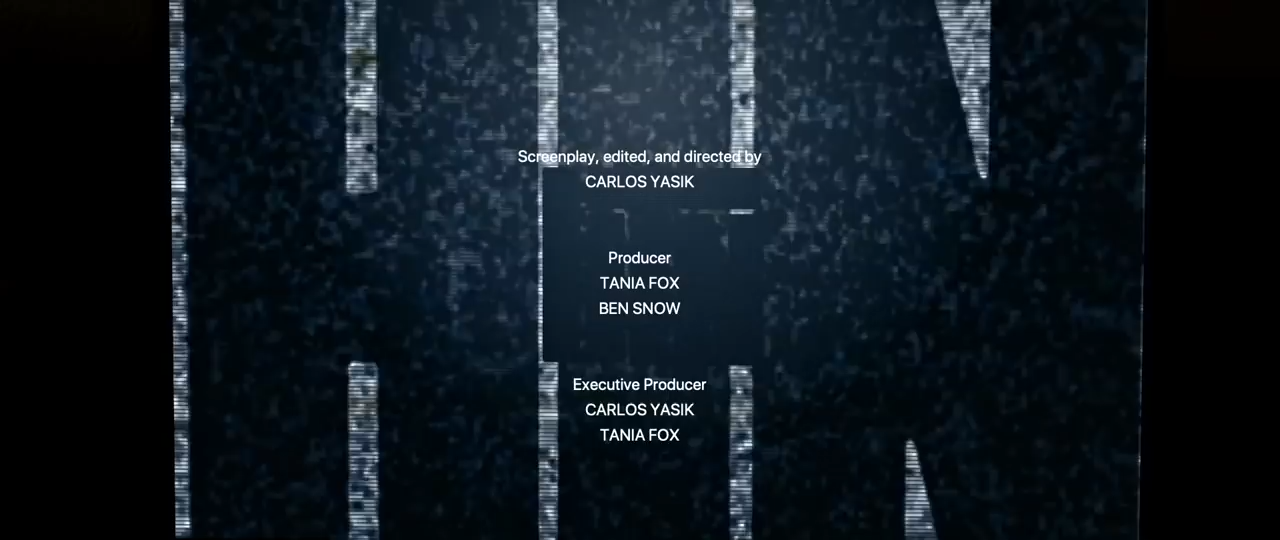 Screenplay, edited, and directed by
CARLOS YASIK
Producer
TANIA FOX
BEN SNOW
Executive Producer
CARLOS YASIK
TANIA FOX